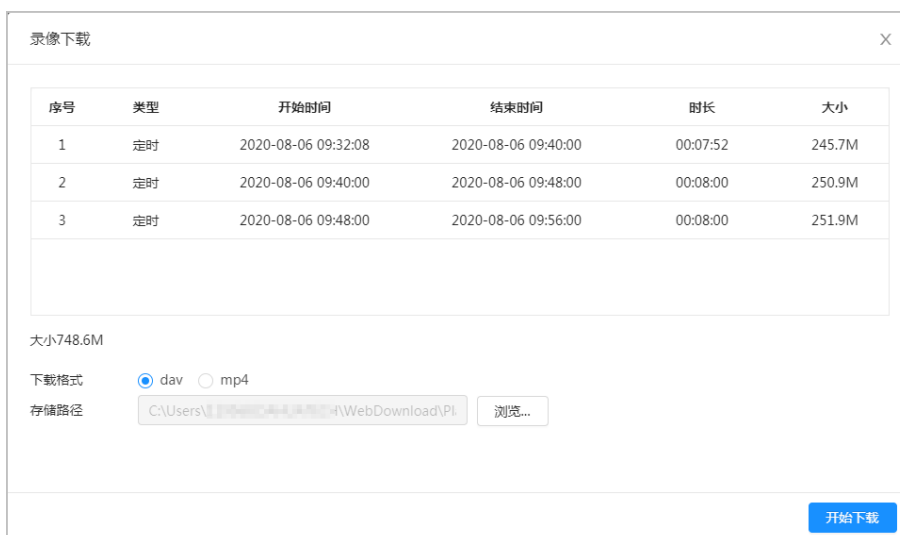 录像下载
序号 类型 开始时间 结束时间 时长 大小
1 定时 2020-08-06 09:32:08 2020-08-06 09:40:00 00:07:52 245.7M
2 定时 2020-08-06 09:40:00 2020-08-06 09:48:00 00:08:00 250.9M
3 定时 2020-08-06 09:48:00 2020-08-06 09:56:00 00:08:00 251.9M
大小748.6M
下载格式 dav mp4
存储路径 C:\Users\ \WebDownload\Pl 浏览...
开始下载